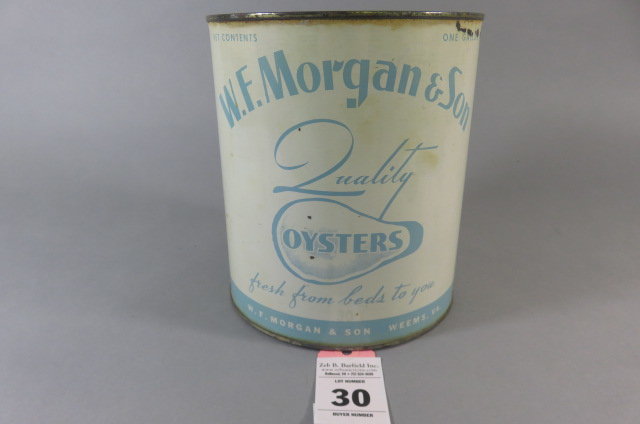 NET CONTENTS ONE GALLON
W.F. Morgan & Son
Quality
OYSTERS
fresh from beds to you
W. F. MORGAN & SON WEEMS, VA.
Zeb B. Barfield Inc.
LOT NUMBER
30
BUYER NUMBER